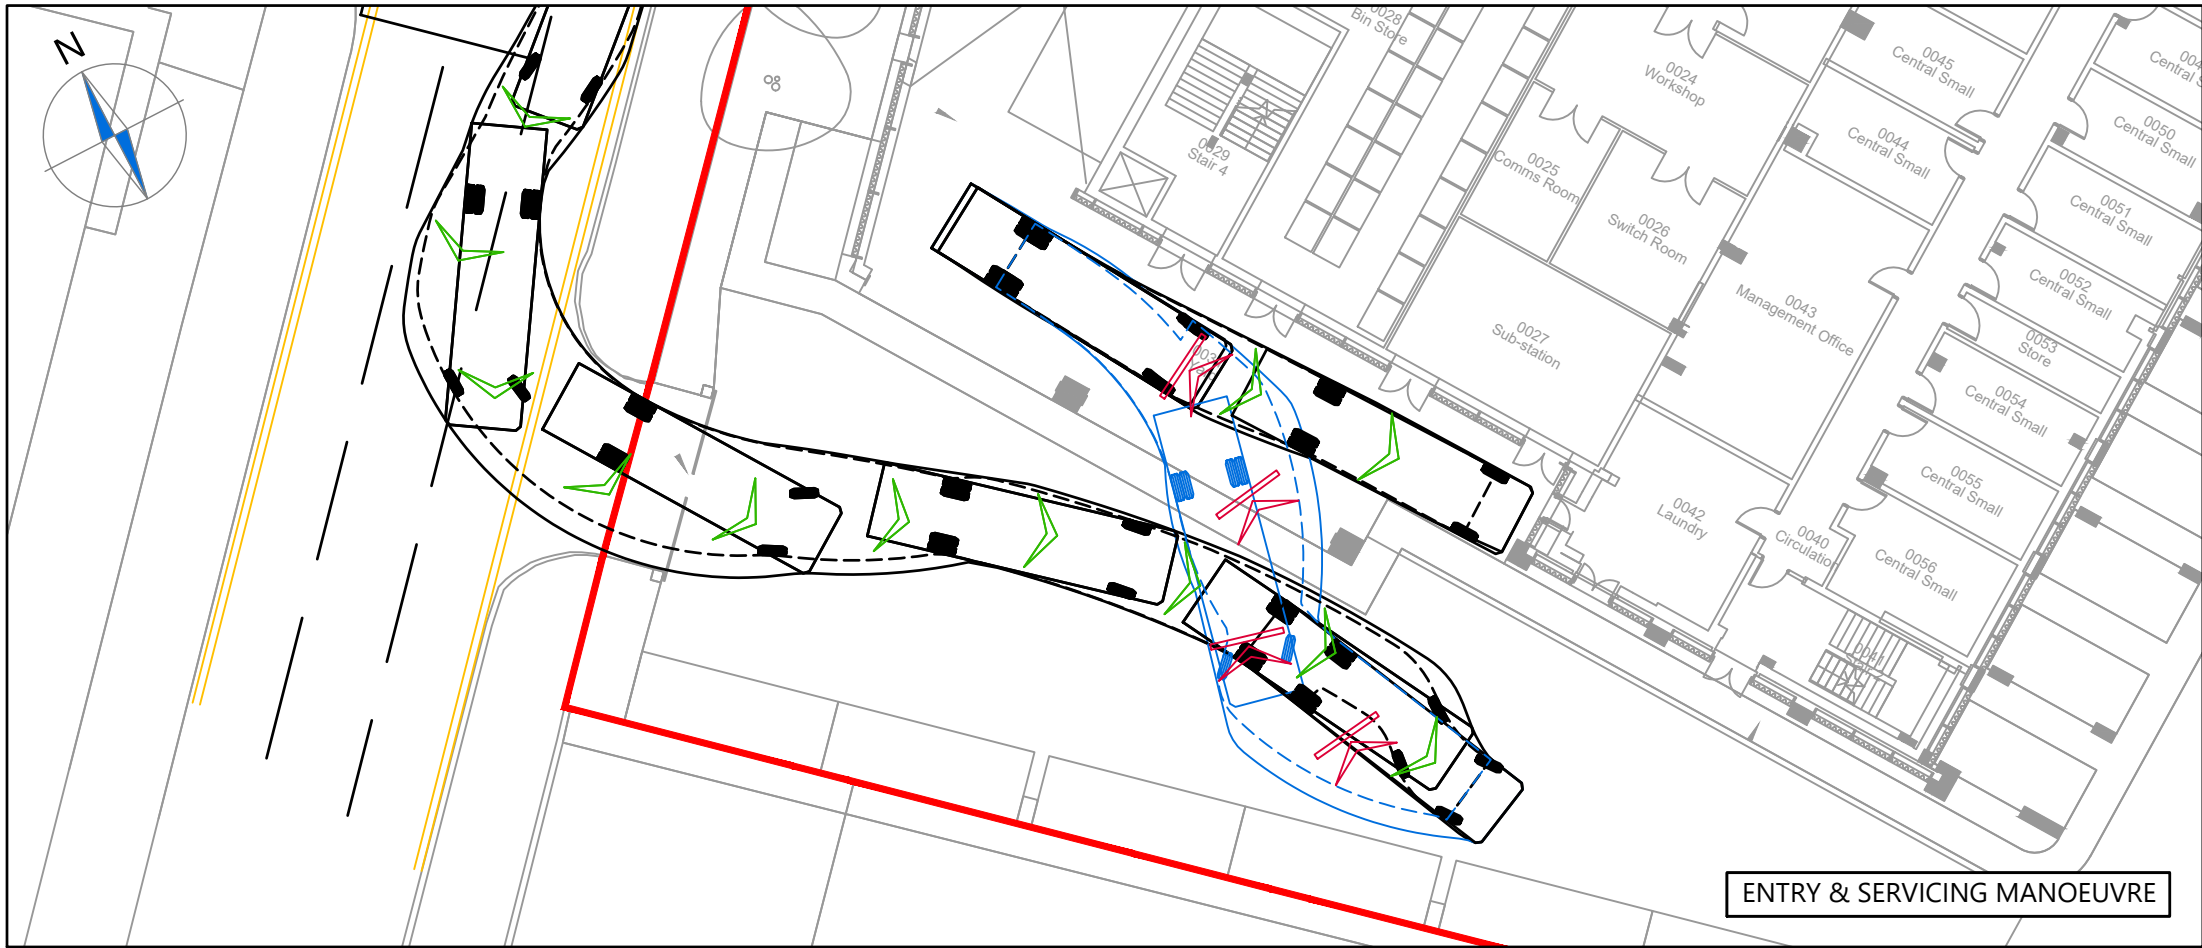 N
0028
Bin Store
0029
Stair 4
0024
Workshop
0025
Comms Room
0026
Switch Room
0027
Sub-station
0045
Central Small
0044
Central Small
0043
Management Office
0050
Central Small
0051
Central Small
0052
Central Small
0053
Store
0054
Central Small
0055
Central Small
0056
Central Small
0042
Laundry
0040
Circulatio
0041
ENTRY & SERVICING MANOEUVRE